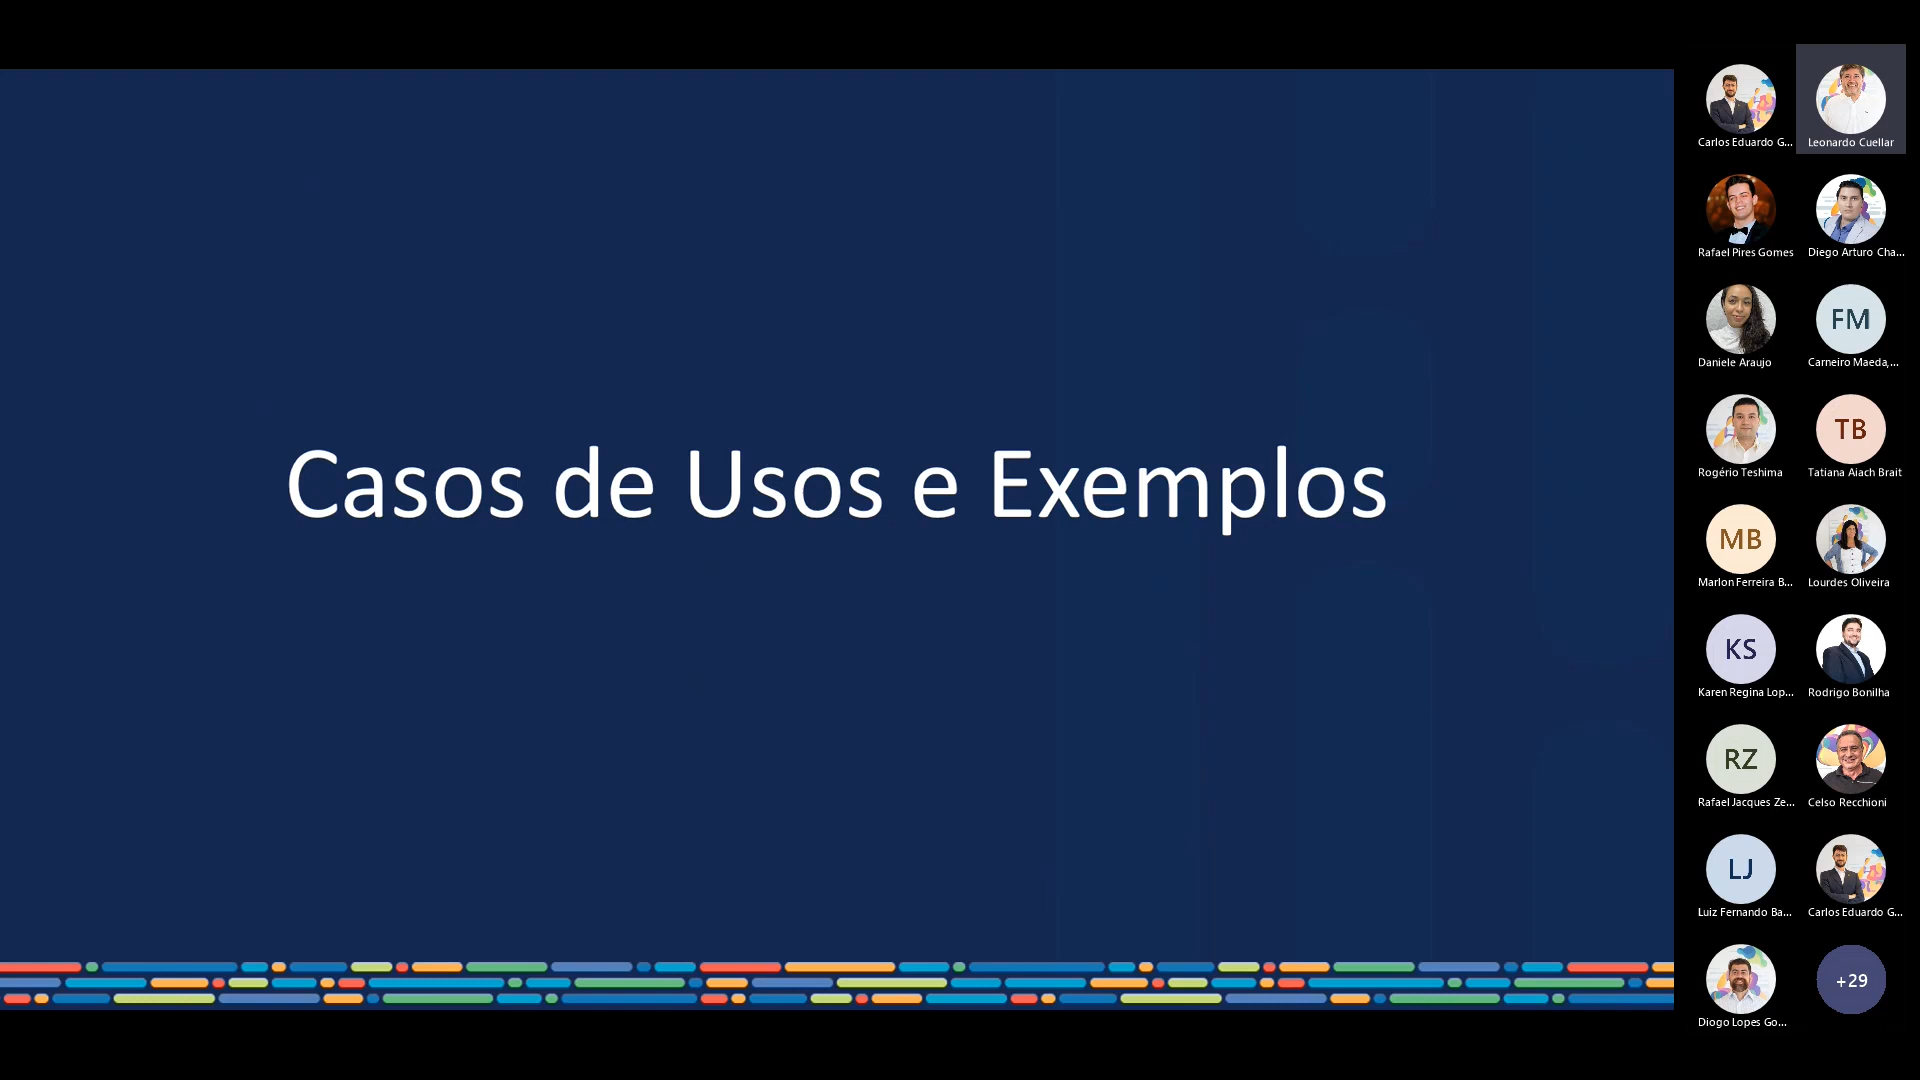 Casos de Usos e Exemplos
Carlos Eduardo G...
Leonardo Cuellar
Rafael Pires Gomes
Diego Arturo Cha...
Daniele Araujo
FM
Carneiro Maeda,...
Rogério Teshima
TB
Tatiana Aiach Brait
MB
Marlon Ferreira B...
Lourdes Oliveira
KS
Karen Regina Lop...
Rodrigo Bonilha
RZ
Rafael Jacques Ze...
Celso Recchioni
LJ
Luiz Fernando Ba...
Carlos Eduardo G...
Diogo Lopes Go...
+29